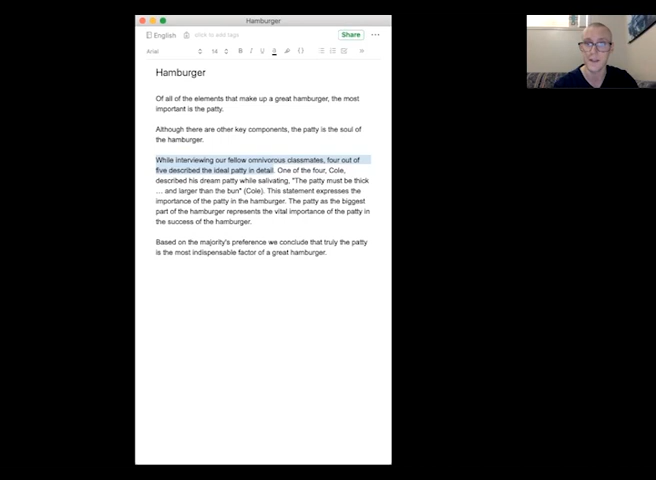 Hamburger
English
click to add tags
Share
Arial
14
B I U a
Hamburger
Of all of the elements that make up a great hamburger, the most
important is the patty.
Although there are other key components, the patty is the soul of
the hamburger.
While interviewing our fellow omnivorous classmates, four out of
five described the ideal patty in detail. One of the four, Cole,
described his dream patty while salivating, "The patty must be thick
... and larger than the bun" (Cole). This statement expresses the
importance of the patty in the hamburger. The patty as the biggest
part of the hamburger represents the vital importance of the patty in
the success of the hamburger.
Based on the majority's preference we conclude that truly the patty
is the most indispensable factor of a great hamburger.